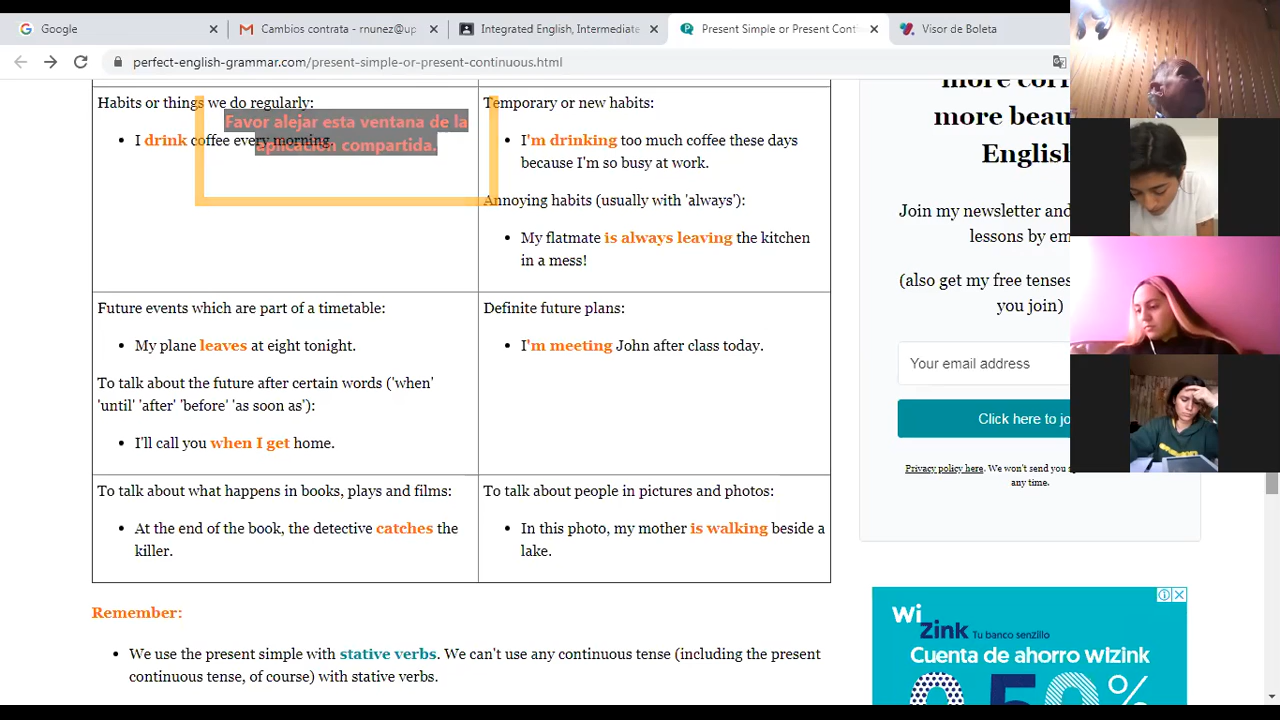 Google
Cambios contrata - rnunez@up
Integrated English, Intermediate
Present Simple or Present Conti
Visor de Boleta
perfect-english-grammar.com/present-simple-or-present-continuous.html
Habits or things we do regularly:
I drink coffee every morning.
Favor alejar esta ventana de la
aplicación compartida.
Temporary or new habits:
I'm drinking too much coffee these days
because I'm so busy at work.
Annoying habits (usually with 'always'):
My flatmate is always leaving the kitchen
in a mess!
Future events which are part of a timetable:
My plane leaves at eight tonight.
To talk about the future after certain words ('when'
'until' 'after' 'before' 'as soon as'):
I'll call you when I get home.
Definite future plans:
I'm meeting John after class today.
To talk about what happens in books, plays and films:
At the end of the book, the detective catches the
killer.
To talk about people in pictures and photos:
In this photo, my mother is walking beside a
lake.
Remember:
We use the present simple with stative verbs. We can't use any continuous tense (including the present
continuous tense, of course) with stative verbs.
more beau
English
Join my newsletter and
lessons by em
(also get my free tenses
you join)
Your email address
Click here to jo
Privacy policy here. We won't send you
any time.
WiZink Tu banco senzillo
Cuenta de ahorro wizink